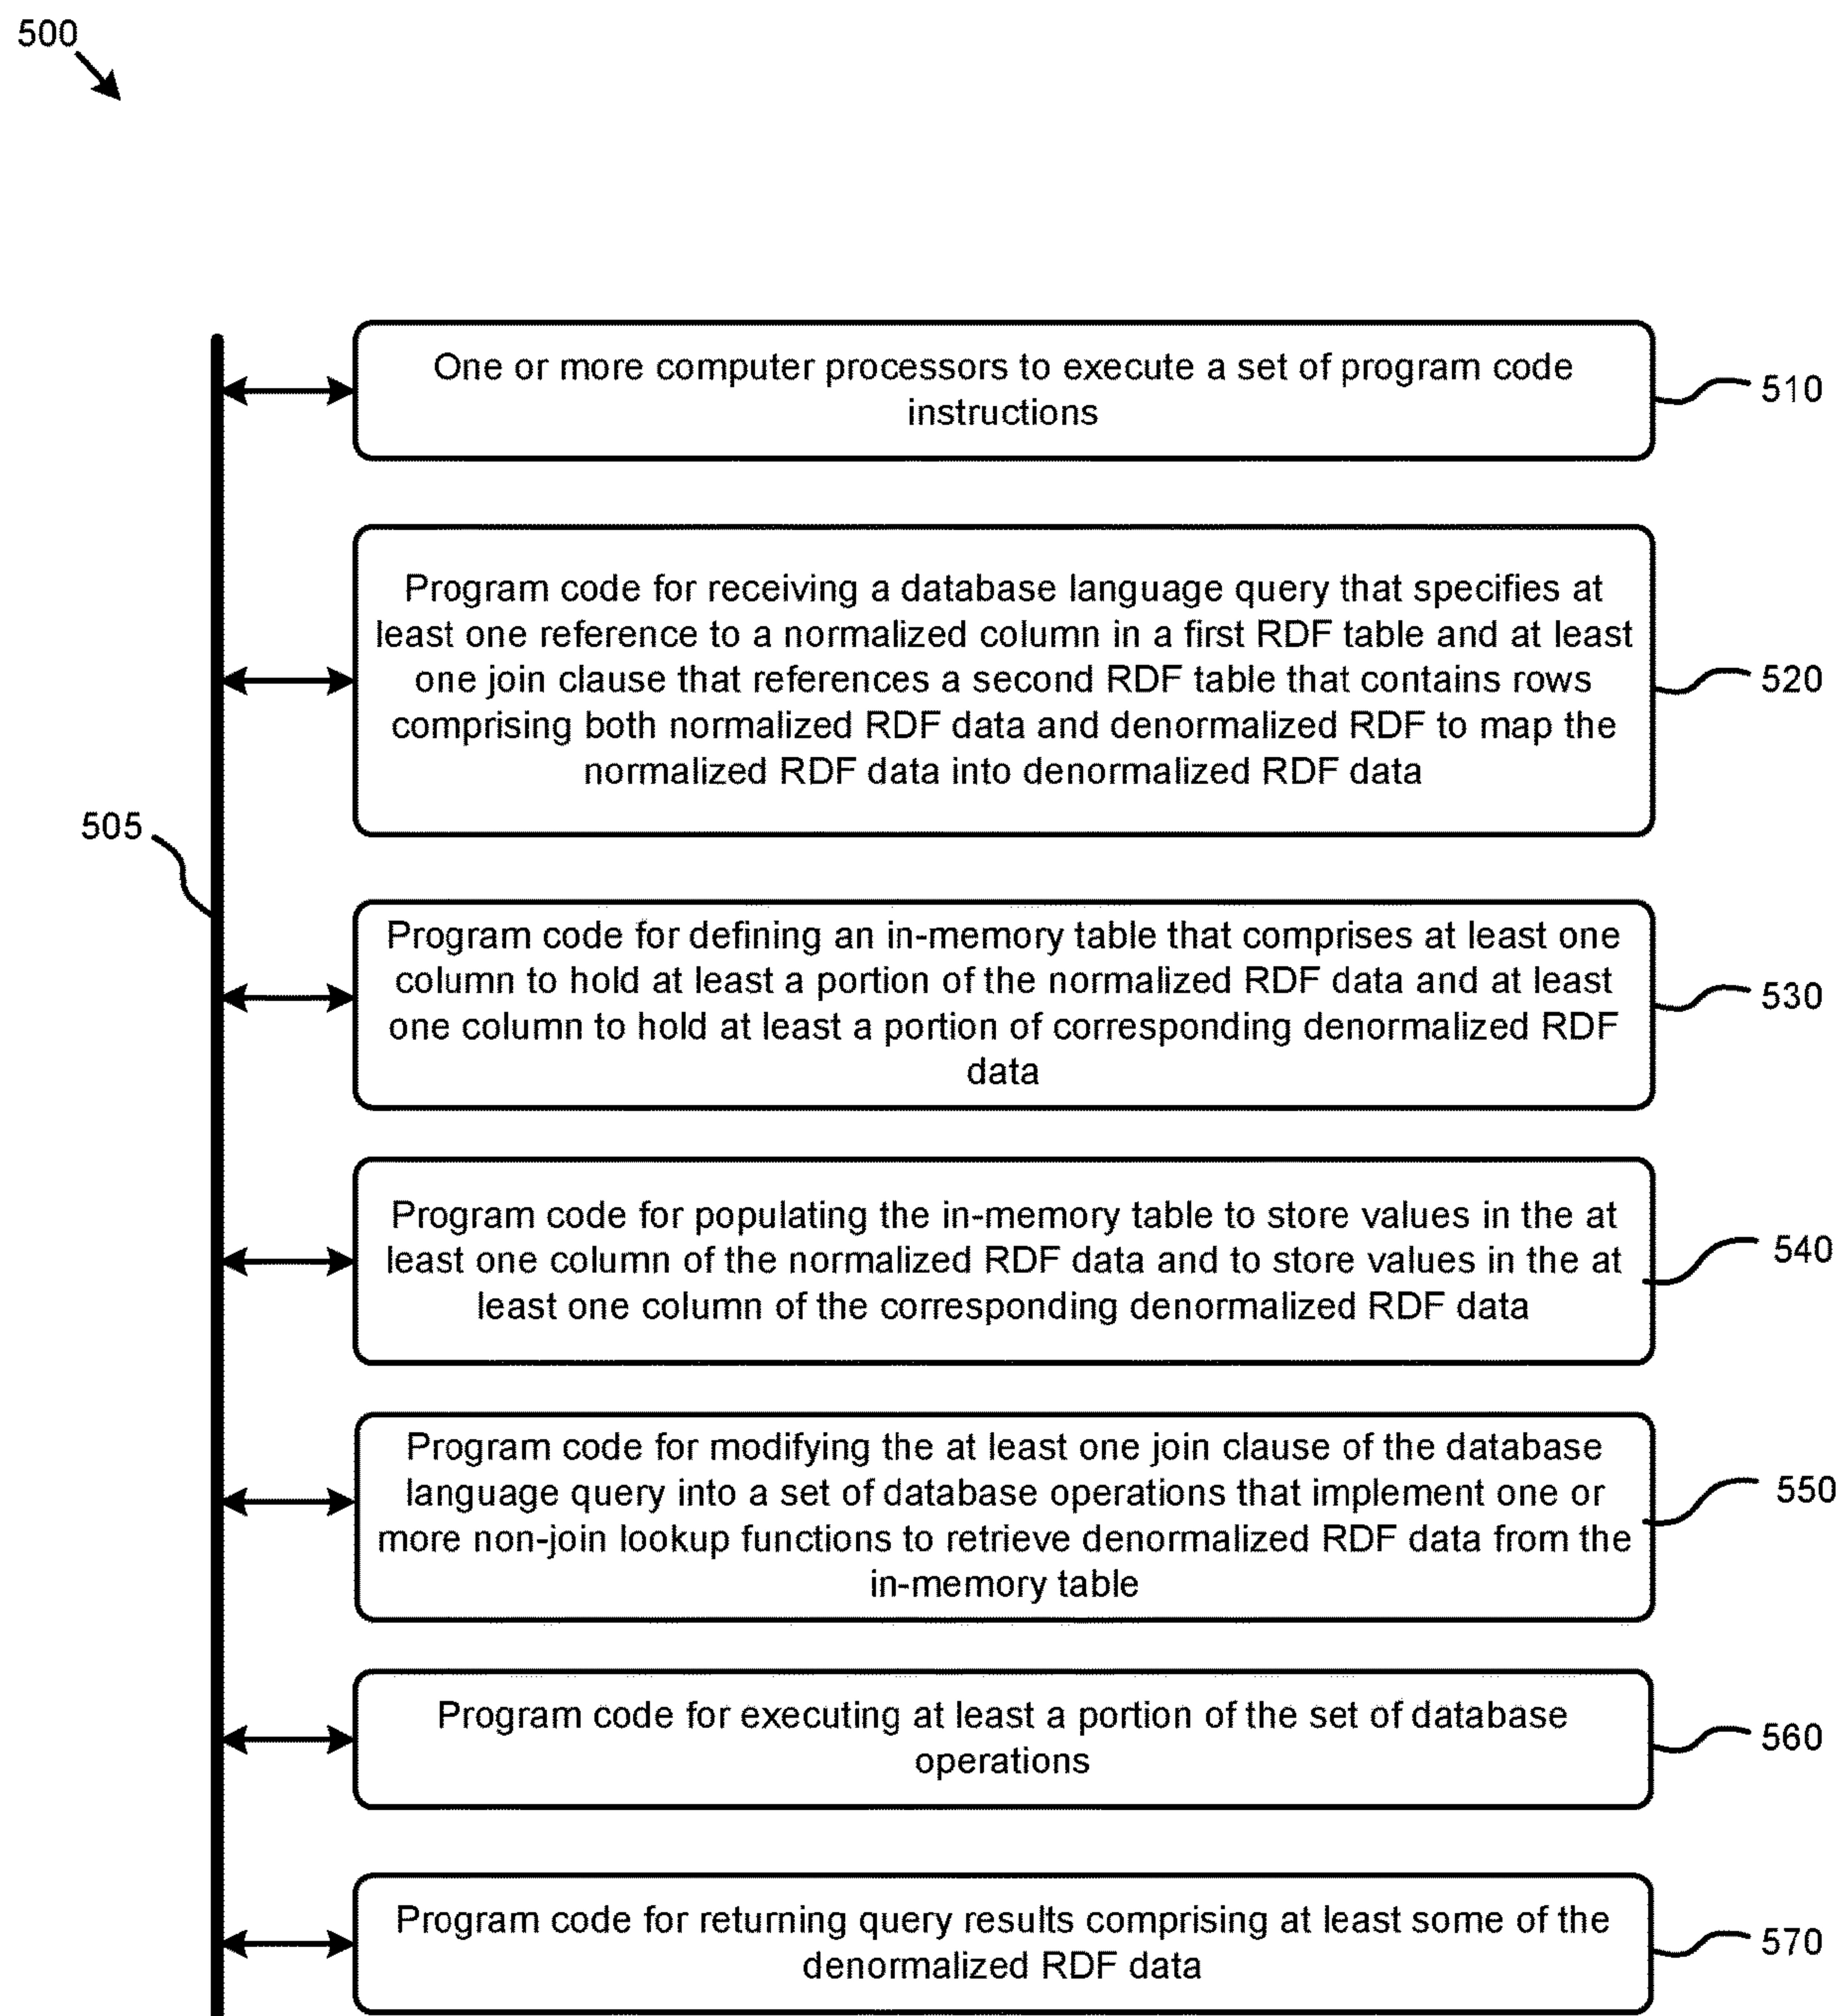 500
One or more computer processors to execute a set of program code
instructions
510
Program code for receiving a database language query that specifies at
least one reference to a normalized column in a first RDF table and at least
one join clause that references a second RDF table that contains rows
comprising both normalized RDF data and denormalized RDF to map the
normalized RDF data into denormalized RDF data
520
505
Program code for defining an in-memory table that comprises at least one
column to hold at least a portion of the normalized RDF data and at least
one column to hold at least a portion of corresponding denormalized RDF
data
530
Program code for populating the in-memory table to store values in the at
least one column of the normalized RDF data and to store values in the at
least one column of the corresponding denormalized RDF data
540
Program code for modifying the at least one join clause of the database
language query into a set of database operations that implement one or
more non-join lookup functions to retrieve denormalized RDF data from the
in-memory table
550
Program code for executing at least a portion of the set of database
operations
560
Program code for returning query results comprising at least some of the
denormalized RDF data
570